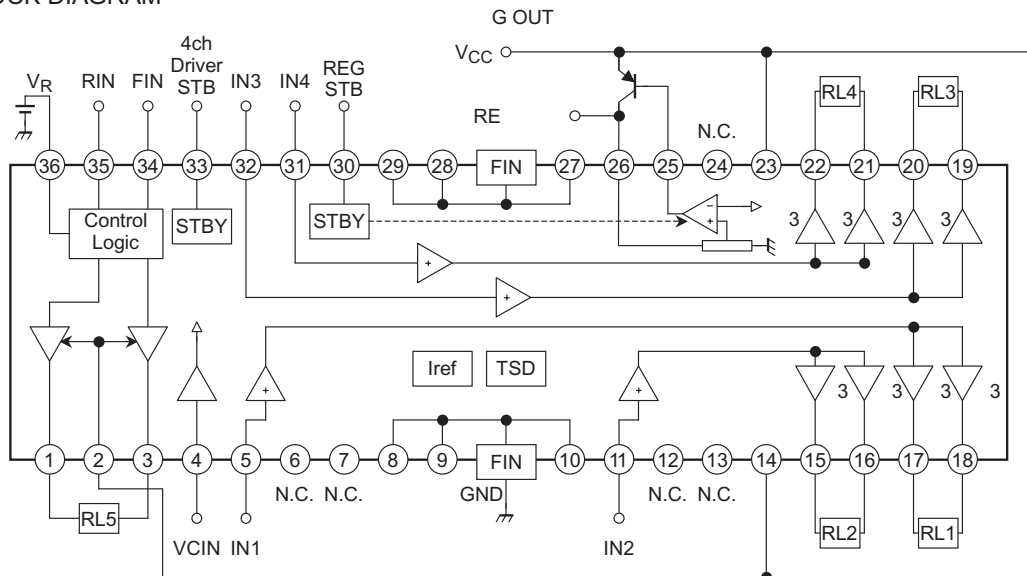 G OUT
VCC
4ch
Driver
STB
REG
STB
VR
RIN
FIN
IN3
IN4
RE
N.C.
RL4
RL3
36
35
34
33
32
31
30
29
28
FIN
27
26
25
24
23
22
21
20
19
Control
Logic
STBY
STBY
−
+
3
3
3
3
+
+
Iref
TSD
+
+
3
3
3
3
1
2
3
4
5
6
7
8
9
FIN
10
11
12
13
14
15
16
17
18
N.C.
N.C.
GND
N.C.
N.C.
RL5
RL2
RL1
VCIN
IN1
IN2